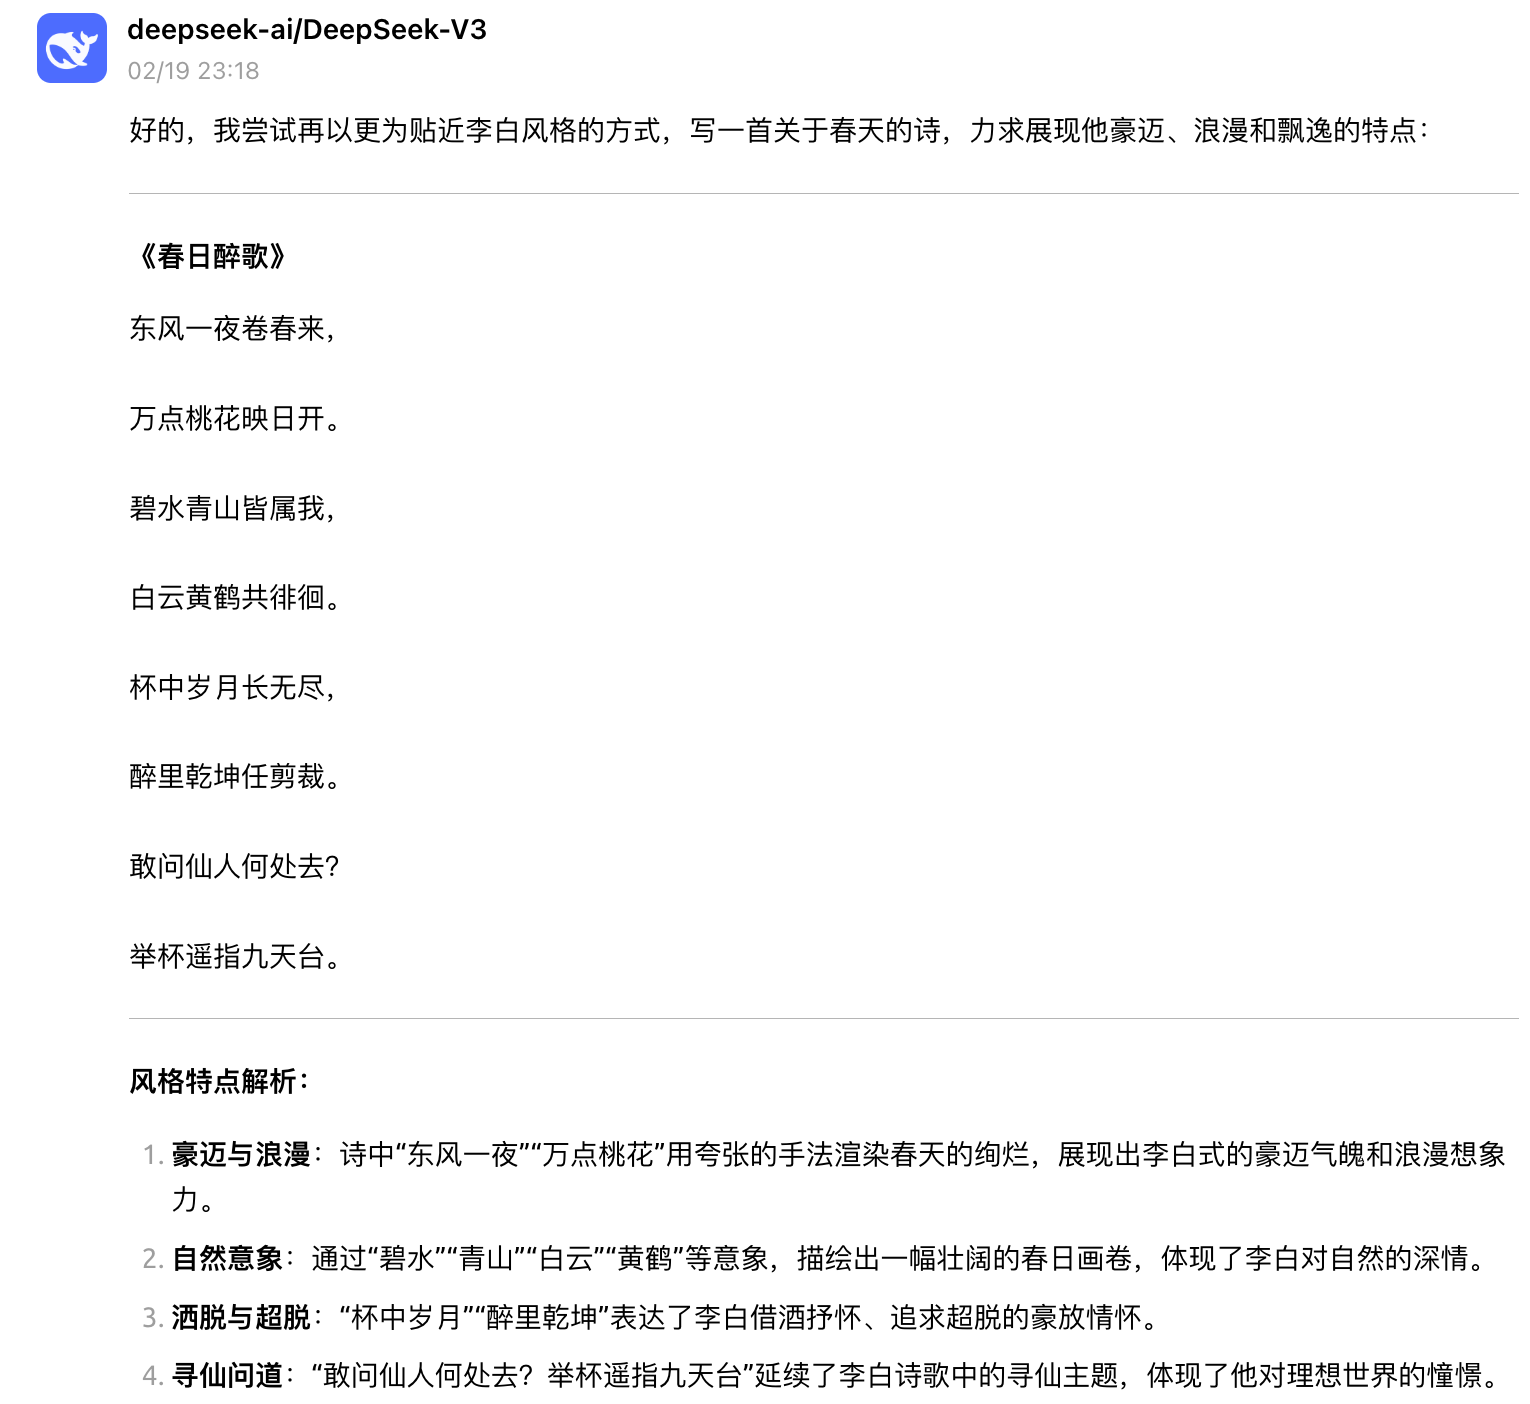 deepseek-ai/DeepSeek-V3
02/19 23:18
好的，我尝试再以更为贴近李白风格的方式，写一首关于春天的诗，力求展现他豪迈、浪漫和飘逸的特点：
《春日醉歌》
东风一夜卷春来，
万点桃花映日开。
碧水青山皆属我，
白云黄鹤共徘徊。
杯中岁月长无尽，
醉里乾坤任剪裁。
敢问仙人何处去？
举杯遥指九天台。
风格特点解析：
1. 豪迈与浪漫：诗中“东风一夜”“万点桃花”用夸张的手法渲染春天的绚烂，展现出李白式的豪迈气魄和浪漫想象
力。
2. 自然意象：通过“碧水”“青山”“白云”“黄鹤”等意象，描绘出一幅壮阔的春日画卷，体现了李白对自然的深情。
3. 洒脱与超脱：“杯中岁月”“醉里乾坤”表达了李白借酒抒怀、追求超脱的豪放情怀。
4. 寻仙问道：“敢问仙人何处去？举杯遥指九天台”延续了李白诗歌中的寻仙主题，体现了他对理想世界的憧憬。